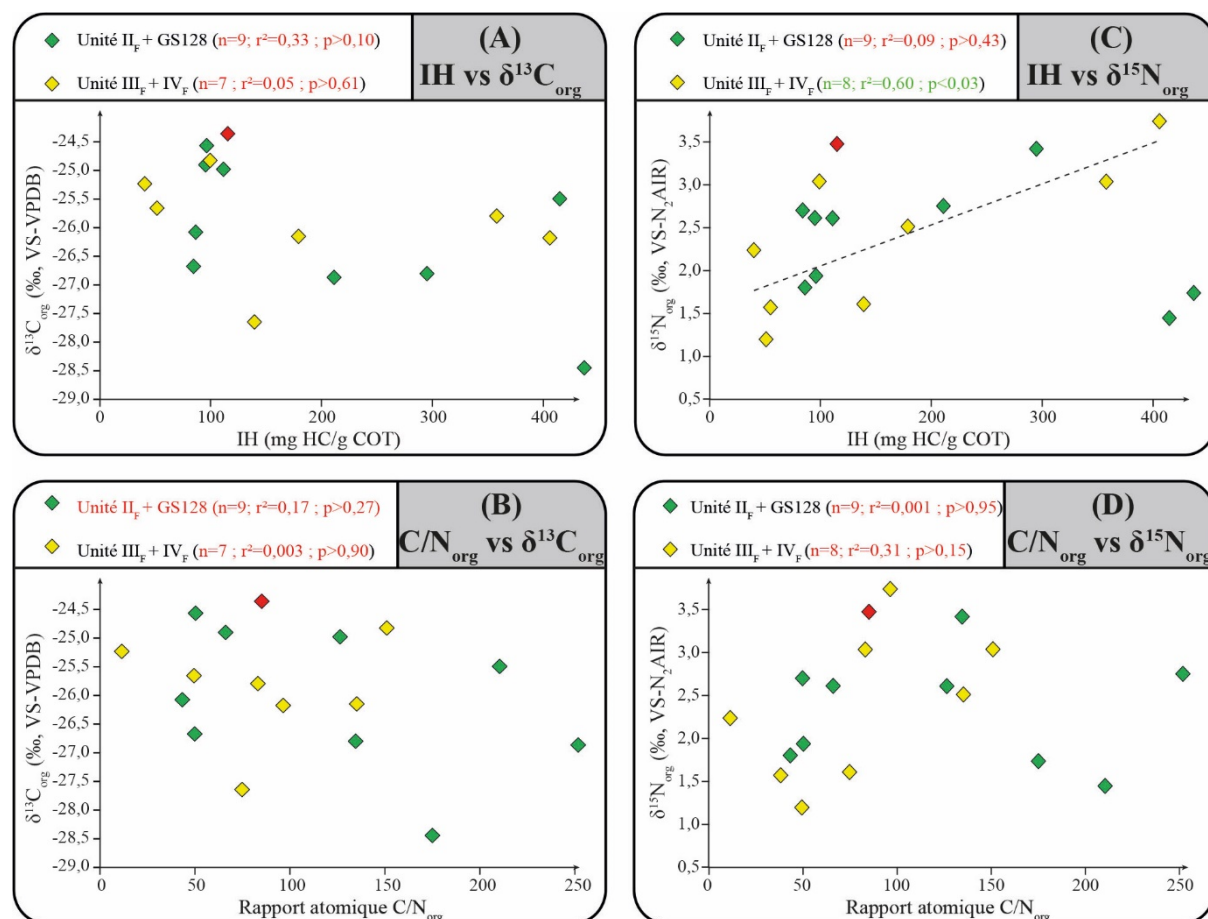 Unité II_F + GS128 (n=9; r²=0,33 ; p>0,10)
Unité III_F + IV_F (n=7 ; r²=0,05 ; p>0,61)
(A)
IH vs δ¹³C_org
-24,5
-25,0
-25,5
-26,0
-26,5
-27,0
-27,5
-28,0
-28,5
-29,0
δ¹³C_org (‰, VS-VPDB)
0 100 200 300 400
IH (mg HC/g COT)
Unité II_F + GS128 (n=9; r²=0,09 ; p>0,43)
Unité III_F + IV_F (n=8; r²=0,60 ; p<0,03)
(C)
IH vs δ¹⁵N_org
3,5
3,0
2,5
2,0
1,5
1,0
0,5
δ¹⁵N_org (‰, VS-N₂AIR)
0 100 200 300 400
IH (mg HC/g COT)
Unité II_F + GS128 (n=9; r²=0,17 ; p>0,27)
Unité III_F + IV_F (n=7 ; r²=0,003 ; p>0,90)
(B)
C/N_org vs δ¹³C_org
-24,5
-25,0
-25,5
-26,0
-26,5
-27,0
-27,5
-28,0
-28,5
-29,0
δ¹³C_org (‰, VS-VPDB)
0 50 100 150 200 250
Rapport atomique C/N_org
Unité II_F + GS128 (n=9; r²=0,001 ; p>0,95)
Unité III_F + IV_F (n=8; r²=0,31 ; p>0,15)
(D)
C/N_org vs δ¹⁵N_org
3,5
3,0
2,5
2,0
1,5
1,0
0,5
δ¹⁵N_org (‰, VS-N₂AIR)
0 50 100 150 200 250
Rapport atomique C/N_org